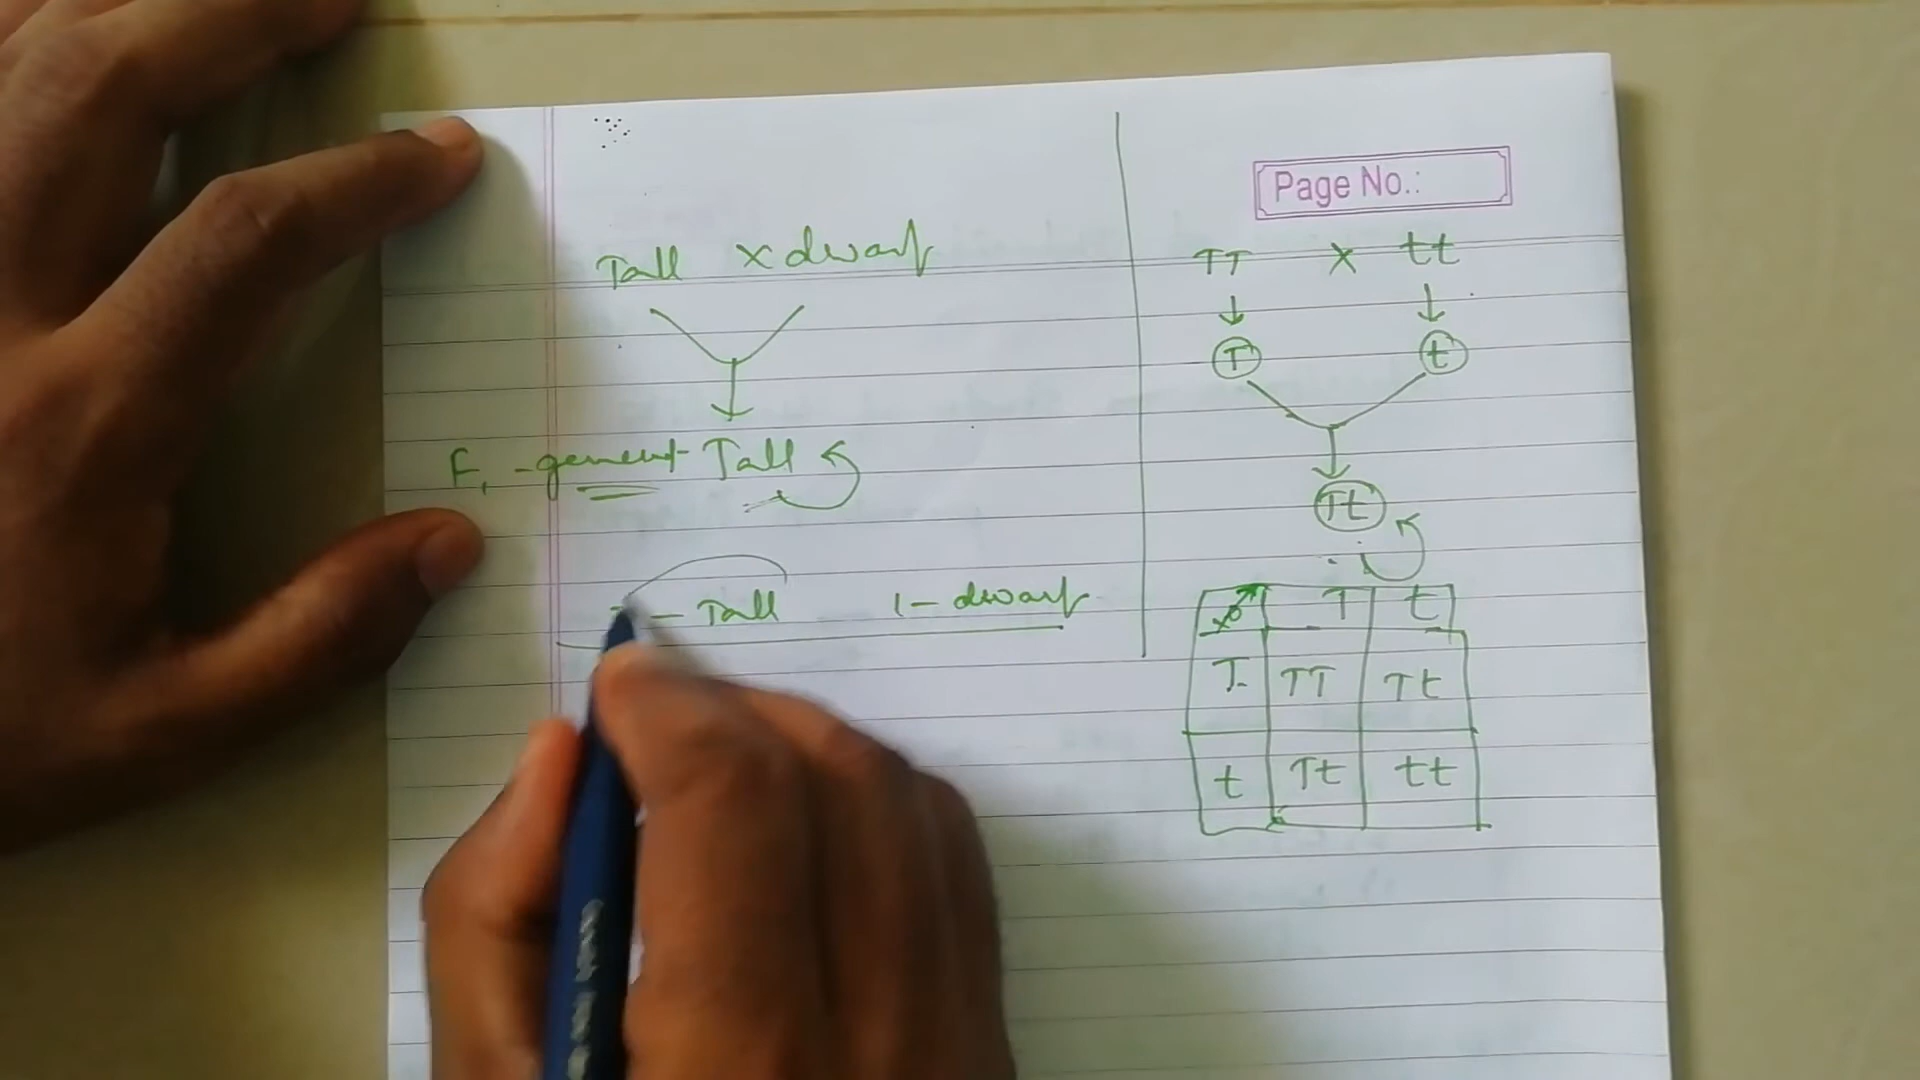 Page No.:
Tall x dwarf
F1 - generat Tall
- Tall 1 - dwarf
TT x tt
T t
Tt
T t
T TT Tt
t Tt tt